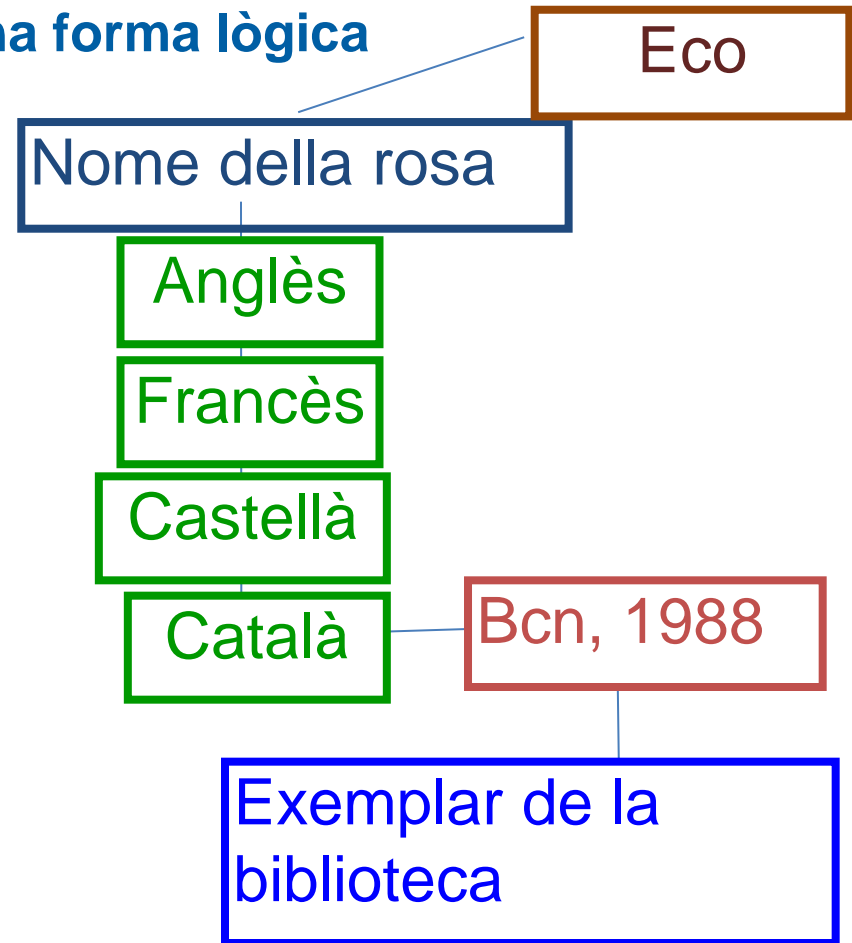 na forma lògica
Eco
Nome della rosa
Anglès
Francès
Castellà
Català
Bcn, 1988
Exemplar de la
biblioteca